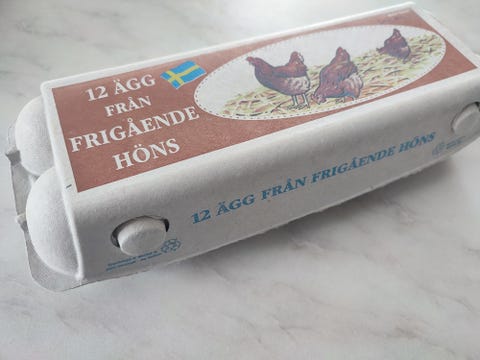 12 ÄGG
FRÅN
FRIGÅENDE
HÖNS
12 ÄGG FRÅN FRIGÅENDE HÖNS